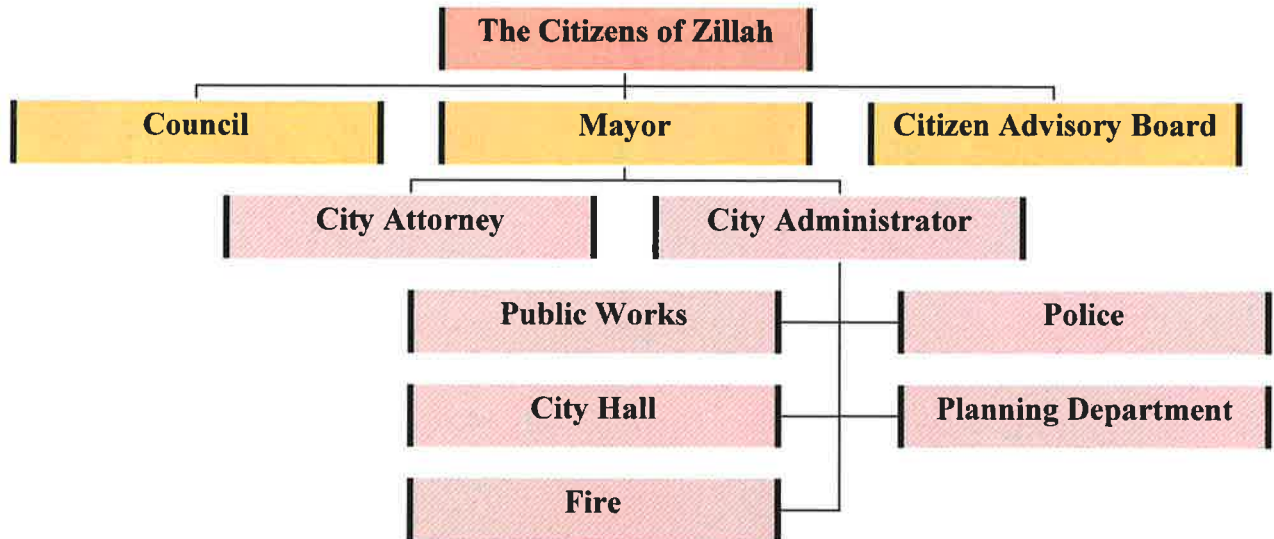 The Citizens of Zillah
Council
Mayor
Citizen Advisory Board
City Attorney
City Administrator
Public Works
Police
City Hall
Planning Department
Fire